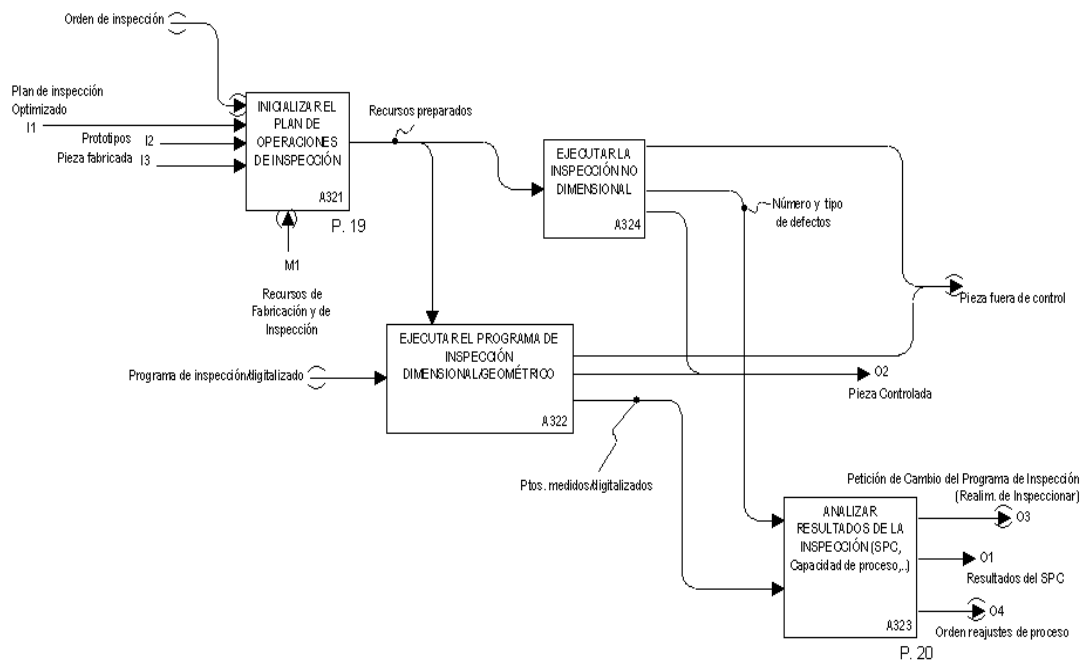 Orden de inspección
Plan de inspección
Optimizado
I1
Prototipos I2
Pieza fabricada I3
INICIALIZAR EL
PLAN DE
OPERACIONES
DE INSPECCIÓN
A321
P. 19
M1
Recursos de
Fabricación y de
Inspección
Recursos preparados
EJECUTAR LA
INSPECCIÓN NO
DIMENSIONAL
A324
Número y tipo
de defectos
Pieza fuera de control
Programa de inspección/digitalizado
EJECUTAR EL PROGRAMA DE
INSPECCIÓN
DIMENSIONAL/GEOMÉTRICO
A322
O2
Pieza Controlada
Ptos. medidos/digitalizados
Petición de Cambio del Programa de Inspección
(Realim. de Inspeccionar)
ANALIZAR
RESULTADOS DE LA
INSPECCIÓN (SPC,
Capacidad de proceso,..)
A323
P. 20
O3
O1
Resultados del SPC
O4
Orden reajustes de proceso